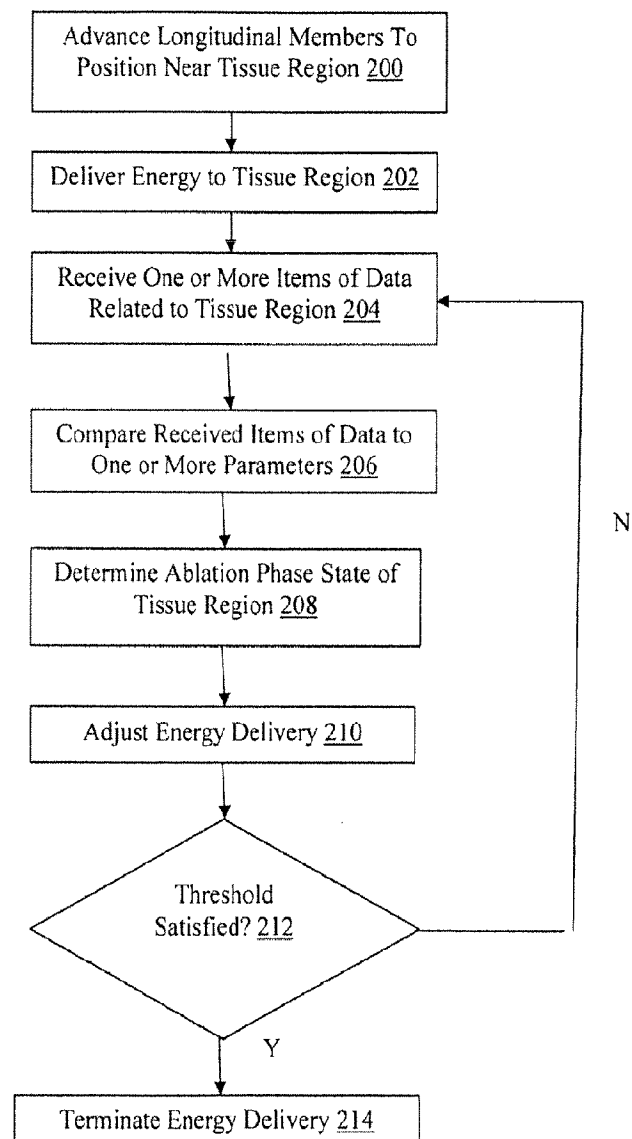 Advance Longitudinal Members To
Position Near Tissue Region 200
Deliver Energy to Tissue Region 202
Receive One or More Items of Data
Related to Tissue Region 204
Compare Received Items of Data to
One or More Parameters 206
N
Determine Ablation Phase State of
Tissue Region 208
Adjust Energy Delivery 210
Threshold
Satisfied? 212
Y
Terminate Energy Delivery 214